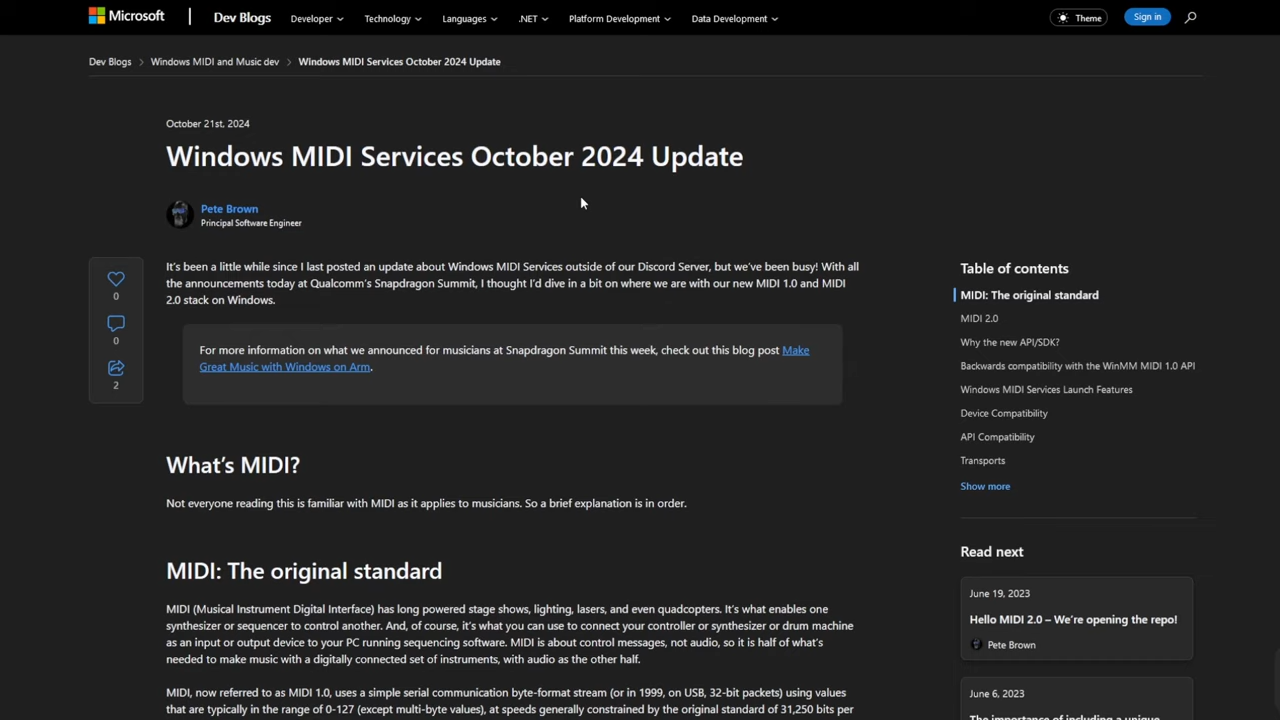 Microsoft
Dev Blogs
Developer
Technology
Languages
.NET
Platform Development
Data Development
Theme
Sign in
Dev Blogs > Windows MIDI and Music dev > Windows MIDI Services October 2024 Update
October 21st, 2024
Windows MIDI Services October 2024 Update
Pete Brown
Principal Software Engineer
0
0
2
It's been a little while since I last posted an update about Windows MIDI Services outside of our Discord Server, but we've been busy! With all
the announcements today at Qualcomm's Snapdragon Summit, I thought I'd dive in a bit on where we are with our new MIDI 1.0 and MIDI
2.0 stack on Windows.
For more information on what we announced for musicians at Snapdragon Summit this week, check out this blog post Make
Great Music with Windows on Arm.
What's MIDI?
Not everyone reading this is familiar with MIDI as it applies to musicians. So a brief explanation is in order.
MIDI: The original standard
MIDI (Musical Instrument Digital Interface) has long powered stage shows, lighting, lasers, and even quadcopters. It's what enables one
synthesizer or sequencer to control another. And, of course, it's what you can use to connect your controller or synthesizer or drum machine
as an input or output device to your PC running sequencing software. MIDI is about control messages, not audio, so it is half of what's
needed to make music with a digitally connected set of instruments, with audio as the other half.
MIDI, now referred to as MIDI 1.0, uses a simple serial communication byte-format stream (or in 1999, on USB, 32-bit packets) using values
that are typically in the range of 0-127 (except multi-byte values), at speeds generally constrained by the original standard of 31,250 bits per
Table of contents
MIDI: The original standard
MIDI 2.0
Why the new API/SDK?
Backwards compatibility with the WinMM MIDI 1.0 API
Windows MIDI Services Launch Features
Device Compatibility
API Compatibility
Transports
Show more
Read next
June 19, 2023
Hello MIDI 2.0 – We're opening the repo!
Pete Brown
June 6, 2023
The importance of including a unique